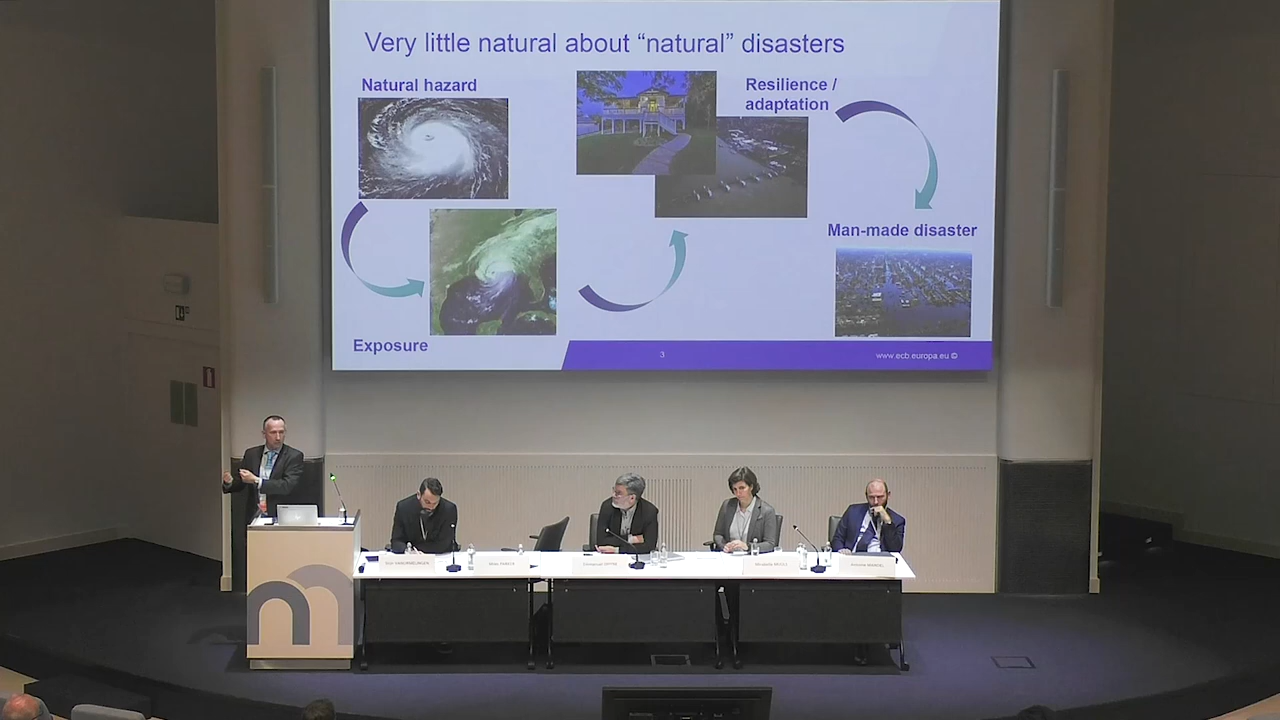 Very little natural about “natural” disasters
Natural hazard
Resilience /
adaptation
Man-made disaster
Exposure
3
www.ecb.europa.eu ©